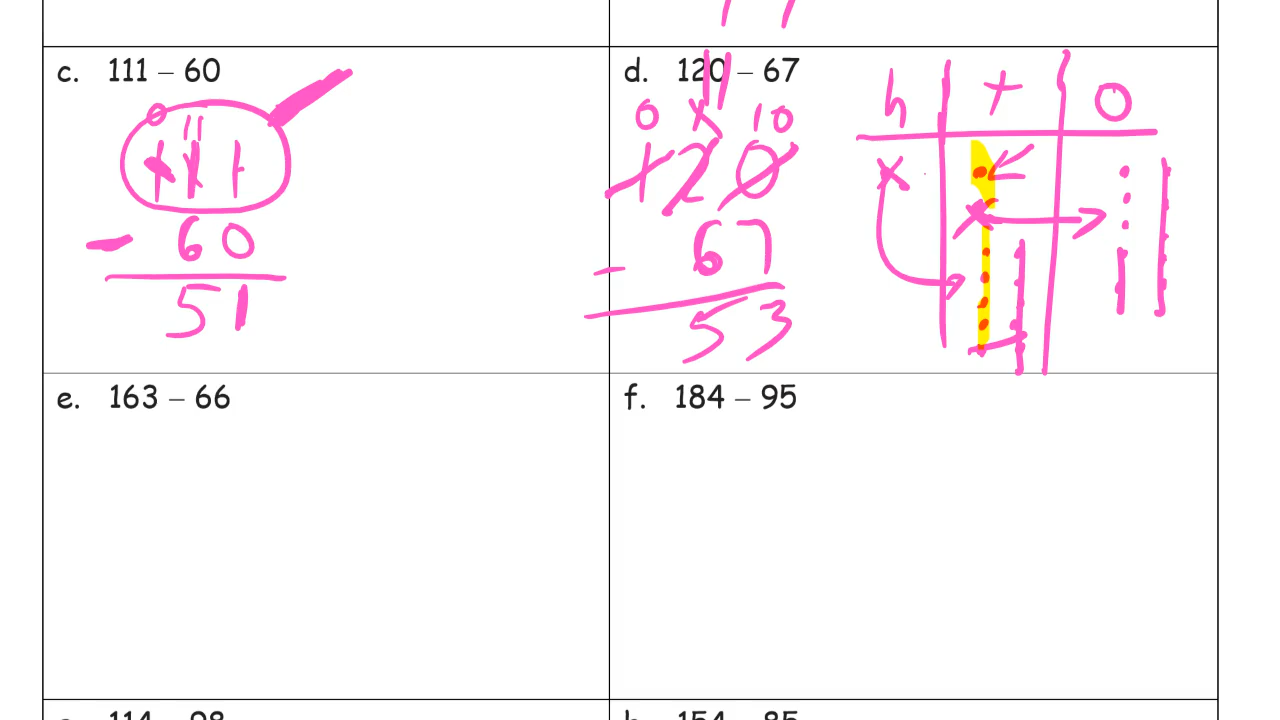 c. 111 – 60
0 11
111
- 60
51
d. 120 – 67
11
0 1 10
120
- 67
53
h t o
e. 163 – 66
f. 184 – 95